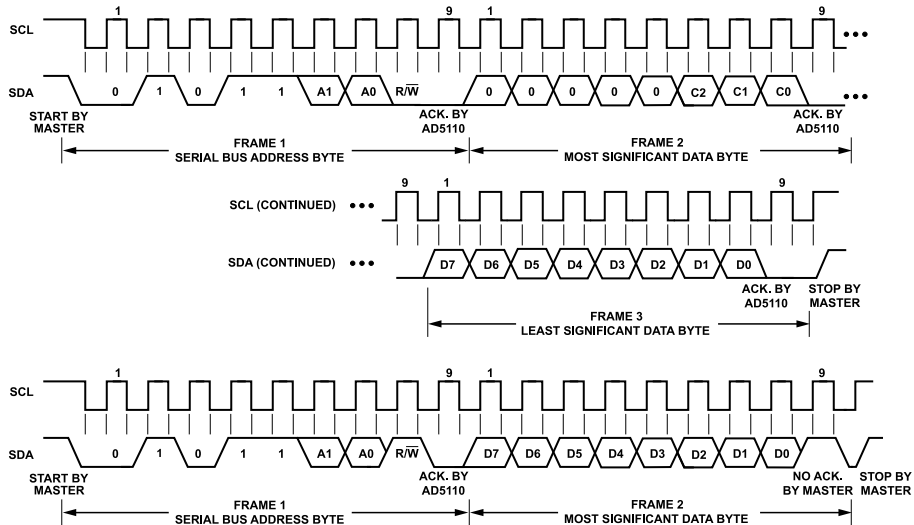 1 9 1 9
SCL
SDA 0 1 0 1 1 A1 A0 R/W̅ 0 0 0 0 0 C2 C1 C0
START BY
MASTER
ACK. BY
AD5110
ACK. BY
AD5110
FRAME 1
SERIAL BUS ADDRESS BYTE
FRAME 2
MOST SIGNIFICANT DATA BYTE
9 1 9
SCL (CONTINUED)
SDA (CONTINUED) D7 D6 D5 D4 D3 D2 D1 D0
ACK. BY
AD5110
STOP BY
MASTER
FRAME 3
LEAST SIGNIFICANT DATA BYTE
1 9 1 9
SCL
SDA 0 1 0 1 1 A1 A0 R/W̅ D7 D6 D5 D4 D3 D2 D1 D0
START BY
MASTER
ACK. BY
AD5110
NO ACK.
BY MASTER
STOP BY
MASTER
FRAME 1
SERIAL BUS ADDRESS BYTE
FRAME 2
MOST SIGNIFICANT DATA BYTE